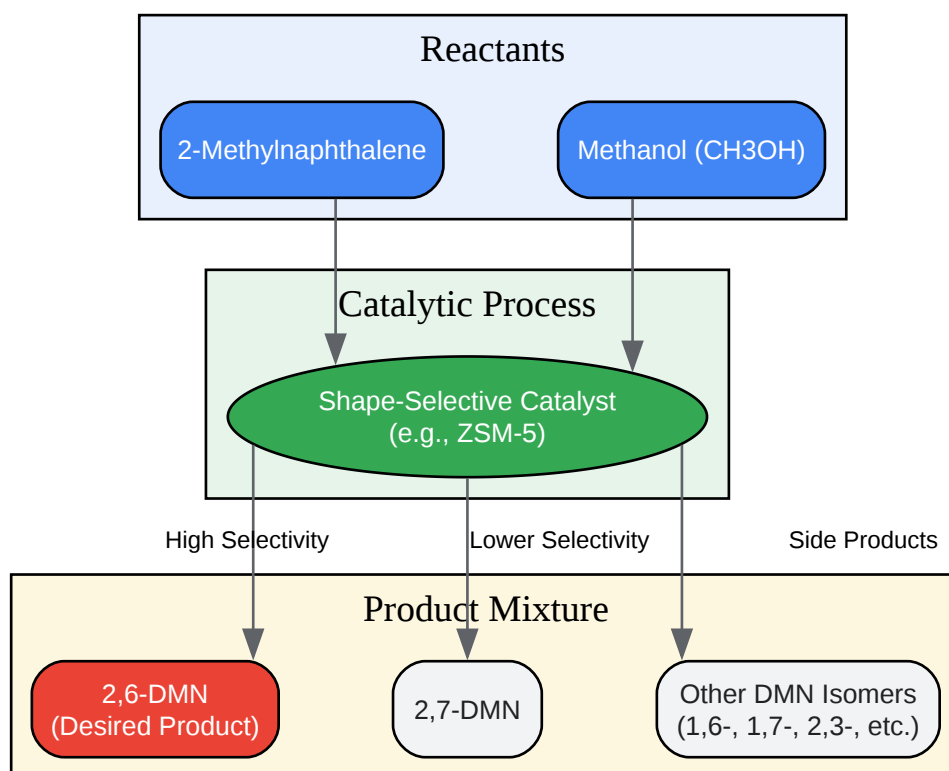 Reactants
2-Methylnaphthalene
Methanol (CH3OH)
Catalytic Process
Shape-Selective Catalyst
(e.g., ZSM-5)
High Selectivity
Lower Selectivity
Side Products
Product Mixture
2,6-DMN
(Desired Product)
2,7-DMN
Other DMN Isomers
(1,6-, 1,7-, 2,3-, etc.)